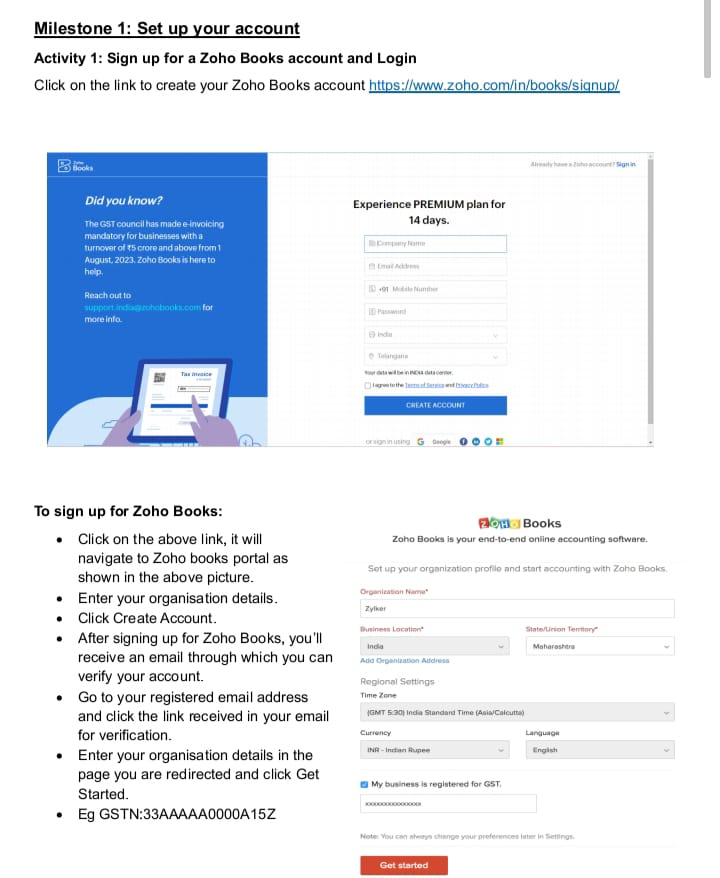 Milestone 1: Set up your account
Activity 1: Sign up for a Zoho Books account and Login
Click on the link to create your Zoho Books account https://www.zoho.com/in/books/signup/
Zoho
Books
Already have a Zoho account? Sign in
Did you know?
The GST council has made e-invoicing
mandatory for businesses with a
turnover of ₹5 crore and above from 1
August, 2023. Zoho Books is here to
help.
Reach out to
support.india@zohobooks.com for
more info.
Tax Invoice
Experience PREMIUM plan for
14 days.
Company Name
Email Address
+91 Mobile Number
Password
India
Telangana
Your data will be in INDIA data center.
I agree to the Terms of Service and Privacy Policy.
CREATE ACCOUNT
or sign in using Google
To sign up for Zoho Books:
• Click on the above link, it will
navigate to Zoho books portal as
shown in the above picture.
• Enter your organisation details.
• Click Create Account.
• After signing up for Zoho Books, you’ll
receive an email through which you can
verify your account.
• Go to your registered email address
and click the link received in your email
for verification.
• Enter your organisation details in the
page you are redirected and click Get
Started.
• Eg GSTN:33AAAAA0000A15Z
ZOHO Books
Zoho Books is your end-to-end online accounting software.
Set up your organization profile and start accounting with Zoho Books.
Organization Name*
Zylker
Business Location* State/Union Territory*
India Maharashtra
Add Organization Address
Regional Settings
Time Zone
(GMT 5:30) India Standard Time (Asia/Calcutta)
Currency Language
INR - Indian Rupee English
My business is registered for GST.
xxxxxxxxxxxxxxx
Note: You can always change your preferences later in Settings.
Get started